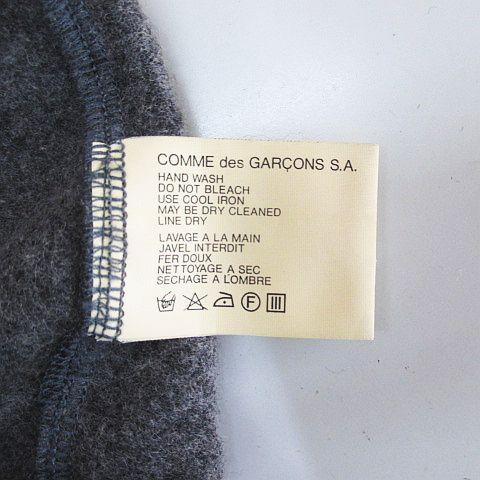 COMME des GARÇONS S.A.
HAND WASH
DO NOT BLEACH
USE COOL IRON
MAY BE DRY CLEANED
LINE DRY
LAVAGE A LA MAIN
JAVEL INTERDIT
FER DOUX
NETTOYAGE A SEC
SECHAGE A L'OMBRE
F